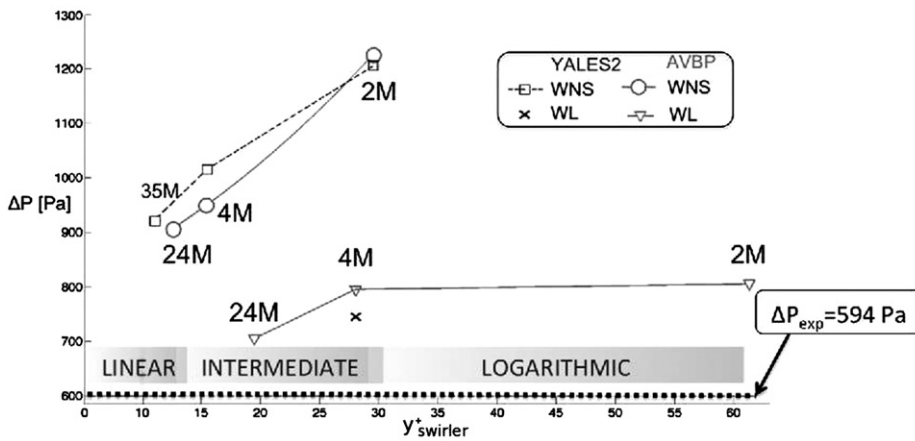 1300
1200
1100
1000
900
800
700
600
ΔP [Pa]
YALES2 AVBP
WNS WNS
WL WL
2M
35M
4M
24M
4M
2M
24M
ΔPexp=594 Pa
LINEAR INTERMEDIATE LOGARITHMIC
0 10 15 20 25 30 35 40 45 50 55 60
y+swirler